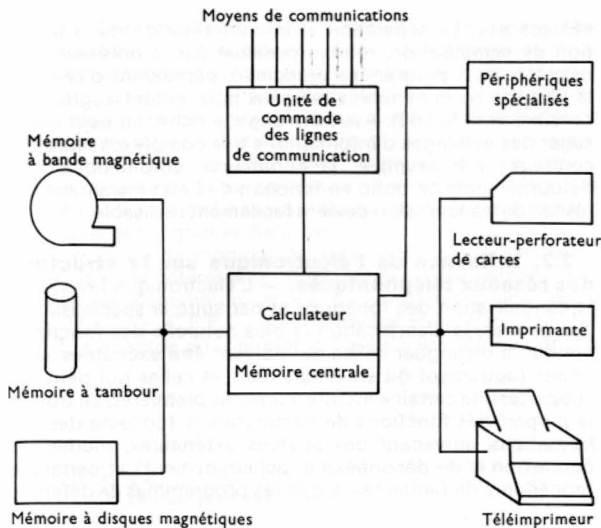 Moyens de communications
Périphérique
spécialisés
Unité de
commande
des lignes
de communication
Mémoire
à bande magnétique
Lecteur-perforateur
de cartes
Calculateur
Imprimante
Mémoire centrale
Mémoire à tambour
Mémoire à disques magnétiques
Téléimprimeur